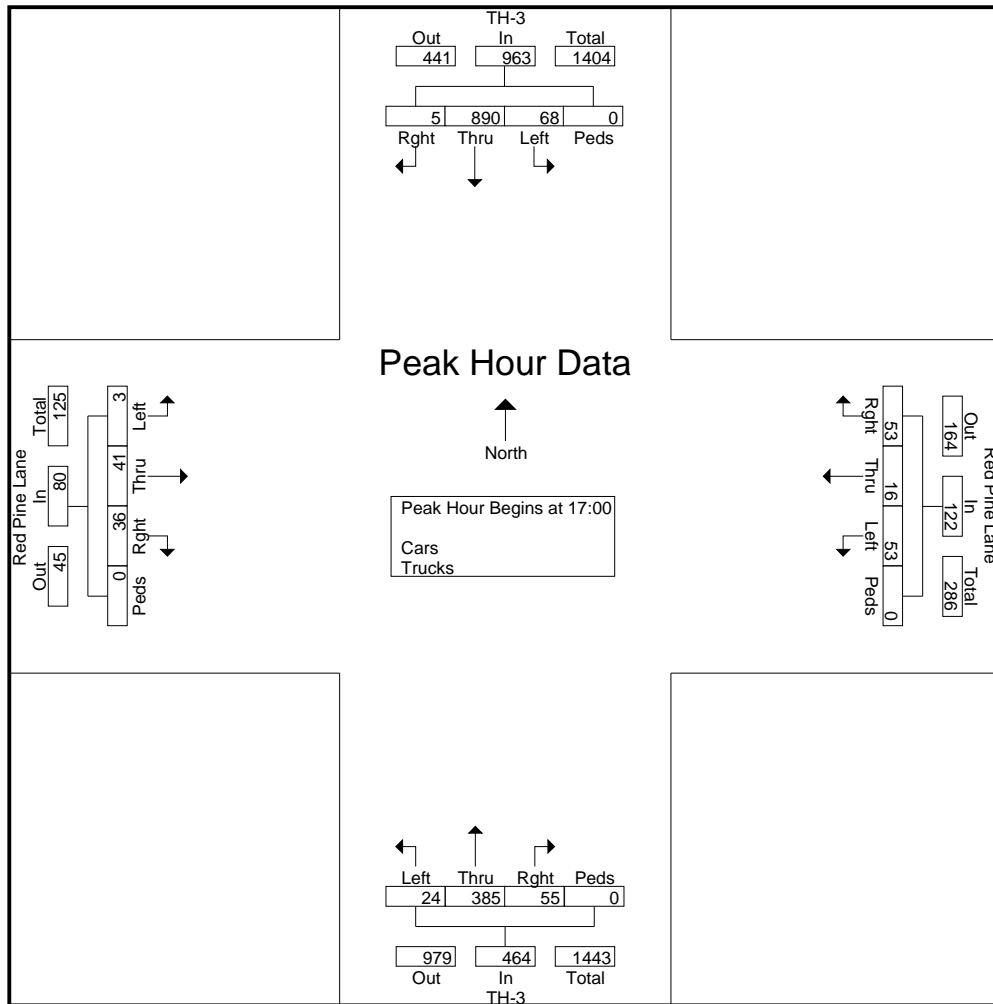 TH-3
Out In Total
441 963 1404
5 890 68 0
Rght Thru Left Peds
Peak Hour Data
North
Peak Hour Begins at 17:00
Cars
Trucks
Red Pine Lane
Out In Total
45 80 125
3 41 36 0
Left Thru Rght Peds
Red Pine Lane
Out In Total
164 122 286
53 16 53 0
Rght Thru Left Peds
Left Thru Rght Peds
24 385 55 0
979 464 1443
Out In Total
TH-3